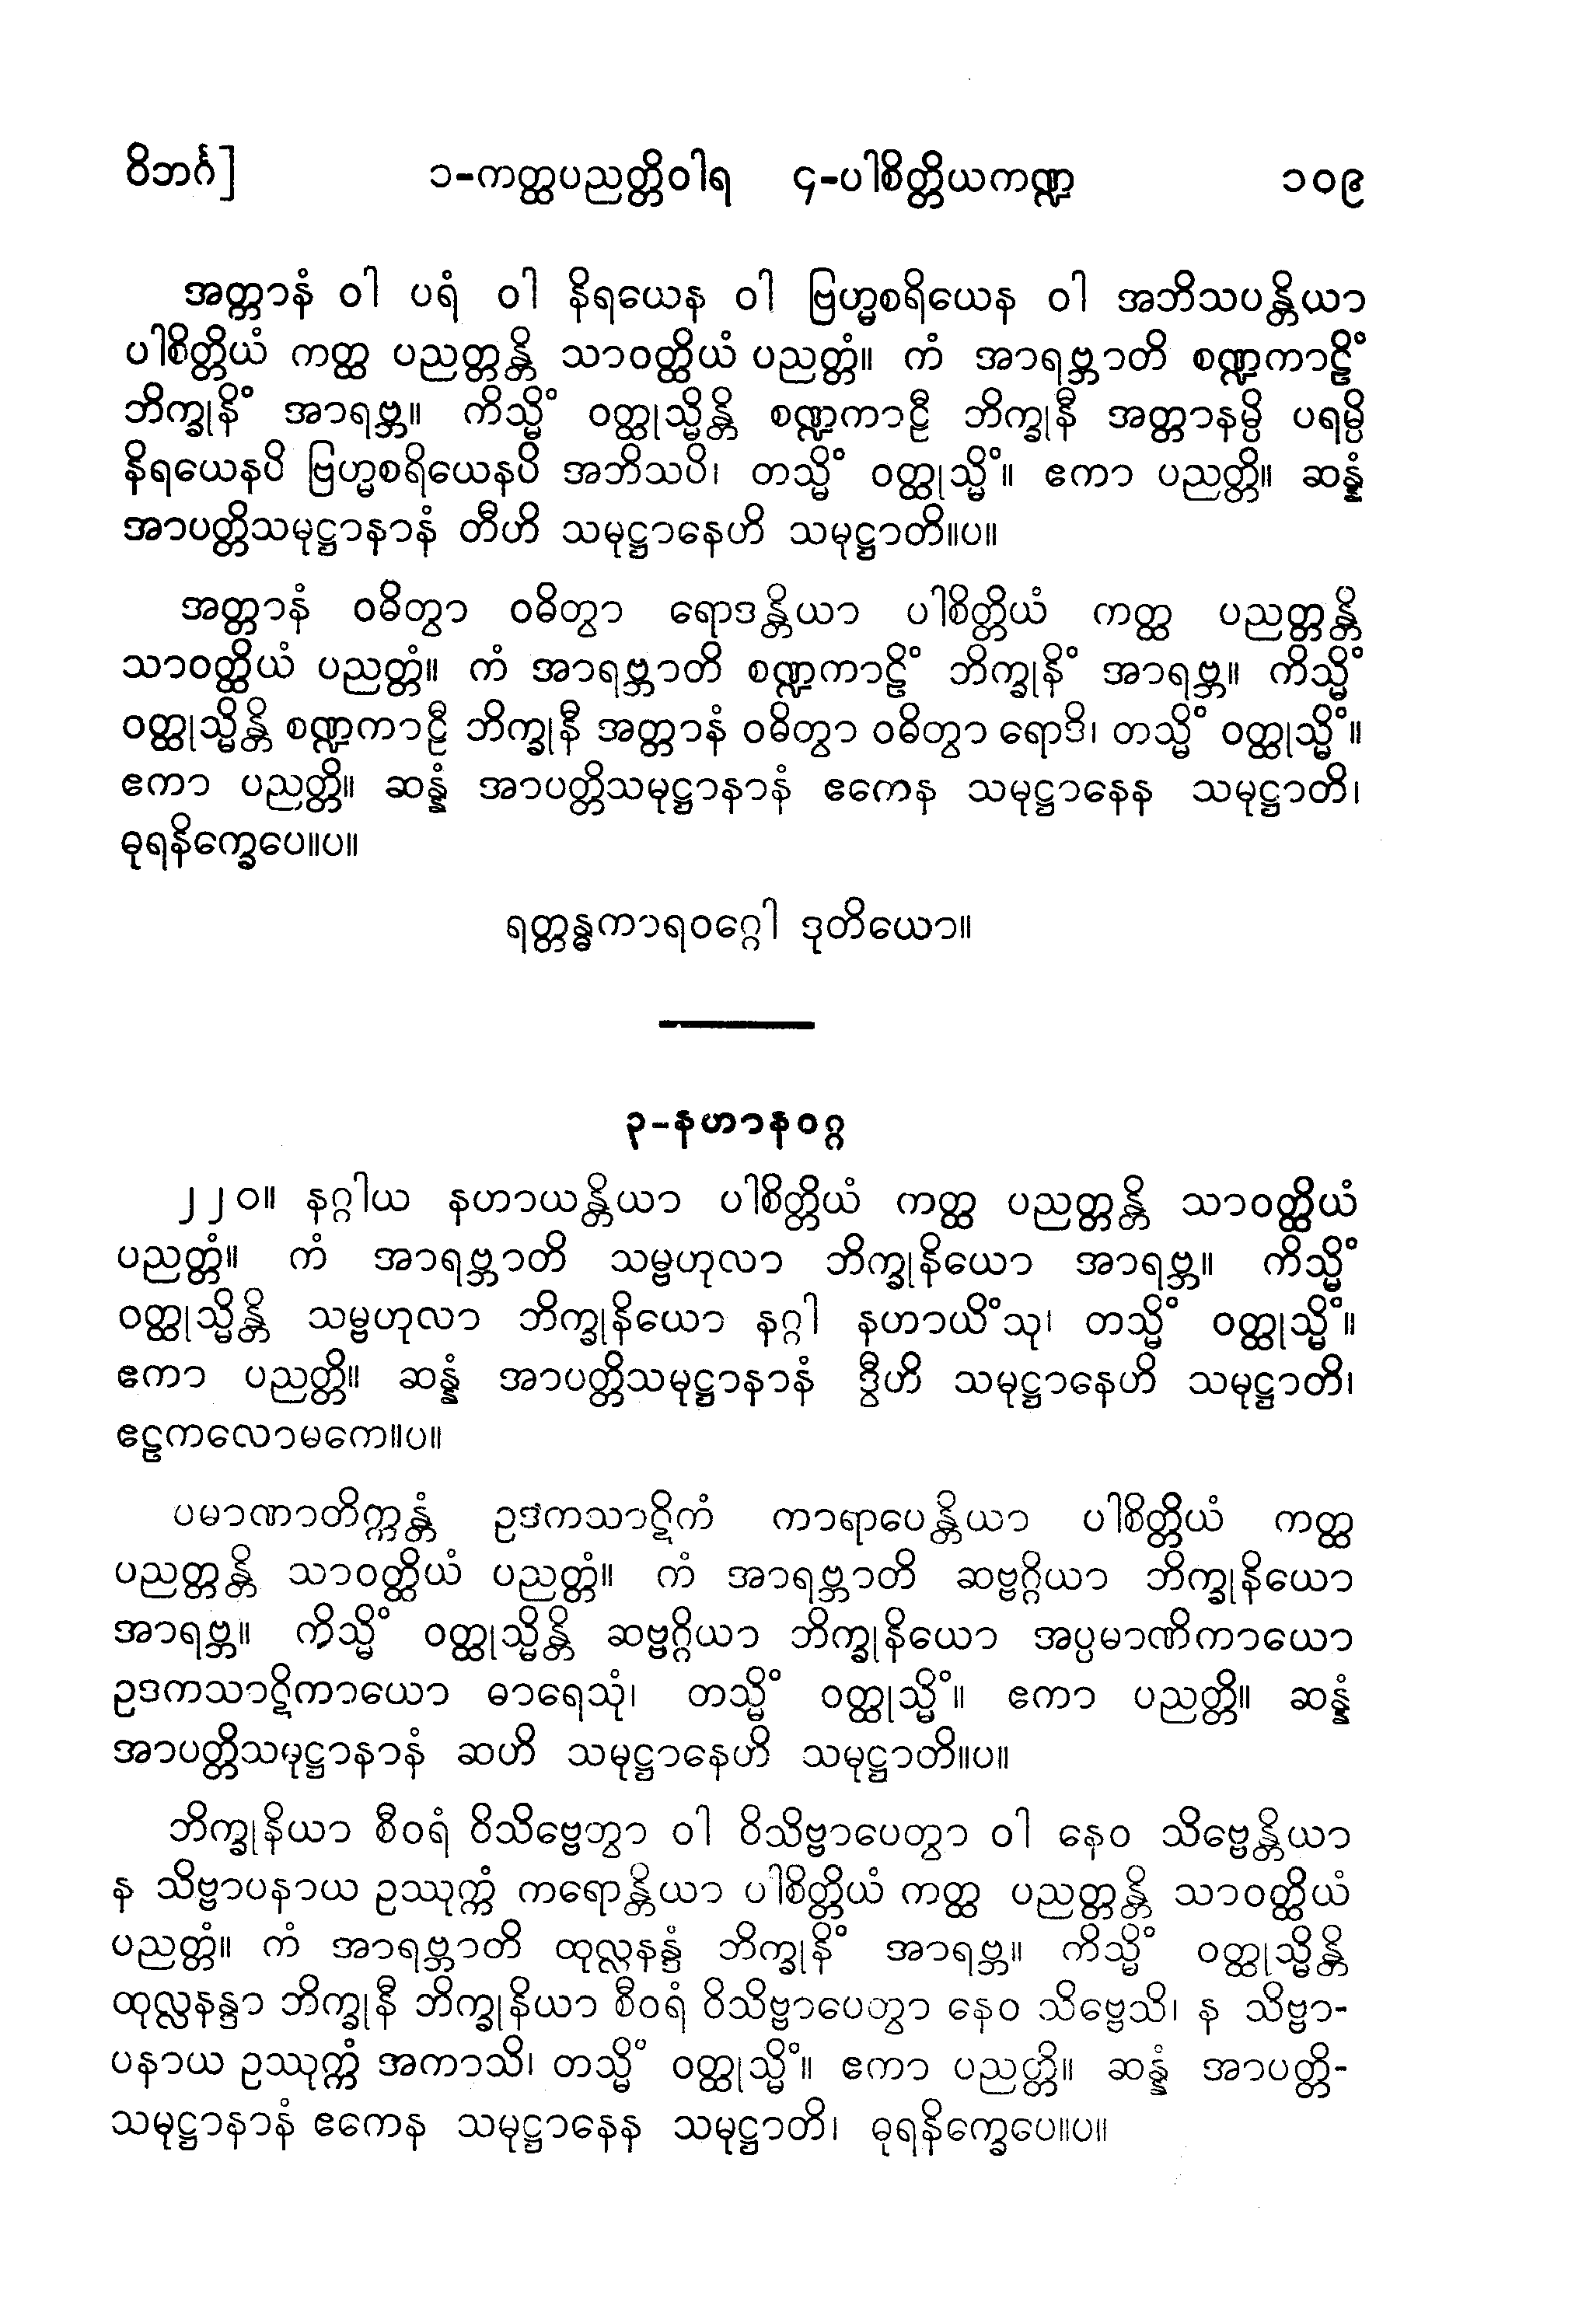 ဝိဘင်္ဂ] ၁-ကတ္ထပညတ္တိဝါရ ၄-ပါစိတ္တိယကဏ္ဍ ၁၀၉
အတ္တာနံ ဝါ ပရံ ဝါ နိရယေန ဝါ ဗြဟ္မစရိယေန ဝါ အဘိသပန္တိယာ
ပါစိတ္တိယံ ကတ္ထ ပညတ္တန္တိ သာဝတ္ထိယံ ပညတ္တံ။ ကံ အာရဗ္ဘာတိ စဏ္ဍကာဠိံ
ဘိက္ခုနိံ အာရဗ္ဘ။ ကိသ္မိံ ဝတ္ထုသ္မိန္တိ စဏ္ဍကာဠီ ဘိက္ခုနီ အတ္တာနမ္ပိ ပရမ္ပိ
နိရယေနပိ ဗြဟ္မစရိယေနပိ အဘိသပိ၊ တသ္မိံ ဝတ္ထုသ္မိံ။ ဧကာ ပညတ္တိ။ ဆန္နံ
အာပတ္တိသမုဋ္ဌာနာနံ တီဟိ သမုဋ္ဌာနေဟိ သမုဋ္ဌာတိ။ပ။
အတ္တာနံ ဝဓိတွာ ဝဓိတွာ ရောဒန္တိယာ ပါစိတ္တိယံ ကတ္ထ ပညတ္တန္တိ
သာဝတ္ထိယံ ပညတ္တံ။ ကံ အာရဗ္ဘာတိ စဏ္ဍကာဠိံ ဘိက္ခုနိံ အာရဗ္ဘ။ ကိသ္မိံ
ဝတ္ထုသ္မိန္တိ စဏ္ဍကာဠီ ဘိက္ခုနီ အတ္တာနံ ဝဓိတွာ ဝဓိတွာ ရောဒိ၊ တသ္မိံ ဝတ္ထုသ္မိံ။
ဧကာ ပညတ္တိ။ ဆန္နံ အာပတ္တိသမုဋ္ဌာနာနံ ဧကေန သမုဋ္ဌာနေန သမုဋ္ဌာတိ၊
ဓုရနိက္ခေပေ။ပ။
ရတ္တန္ဓကာရဝဂ္ဂေါ ဒုတိယော။
၃-နဟာနဝဂ္ဂ
၂၂၀။ နဂ္ဂါယ နဟာယန္တိယာ ပါစိတ္တိယံ ကတ္ထ ပညတ္တန္တိ သာဝတ္ထိယံ
ပညတ္တံ။ ကံ အာရဗ္ဘာတိ သမ္ဗဟုလာ ဘိက္ခုနိယော အာရဗ္ဘ။ ကိသ္မိံ
ဝတ္ထုသ္မိန္တိ သမ္ဗဟုလာ ဘိက္ခုနိယော နဂ္ဂါ နဟာယိံသု၊ တသ္မိံ ဝတ္ထုသ္မိံ။
ဧကာ ပညတ္တိ။ ဆန္နံ အာပတ္တိသမုဋ္ဌာနာနံ ဒွီဟိ သမုဋ္ဌာနေဟိ သမုဋ္ဌာတိ၊
ဧဠကလောမကေ။ပ။
ပမာဏာတိက္ကန္တံ ဥဒကသာဋိကံ ကာရာပေန္တိယာ ပါစိတ္တိယံ ကတ္ထ
ပညတ္တန္တိ သာဝတ္ထိယံ ပညတ္တံ။ ကံ အာရဗ္ဘာတိ ဆဗ္ဗဂ္ဂိယာ ဘိက္ခုနိယော
အာရဗ္ဘ။ ကိသ္မိံ ဝတ္ထုသ္မိန္တိ ဆဗ္ဗဂ္ဂိယာ ဘိက္ခုနိယော အပ္ပမာဏိကာယော
ဥဒကသာဋိကာယော ဓာရေသုံ၊ တသ္မိံ ဝတ္ထုသ္မိံ။ ဧကာ ပညတ္တိ။ ဆန္နံ
အာပတ္တိသမုဋ္ဌာနာနံ ဆဟိ သမုဋ္ဌာနေဟိ သမုဋ္ဌာတိ။ပ။
ဘိက္ခုနိယာ စီဝရံ ဝိသိဗ္ဗေတွာ ဝါ ဝိသိဗ္ဗာပေတွာ ဝါ နေဝ သိဗ္ဗေန္တိယာ
န သိဗ္ဗာပနာယ ဥဿုက္ကံ ကရောန္တိယာ ပါစိတ္တိယံ ကတ္ထ ပညတ္တန္တိ သာဝတ္ထိယံ
ပညတ္တံ။ ကံ အာရဗ္ဘာတိ ထုလ္လနန္ဒံ ဘိက္ခုနိံ အာရဗ္ဘ။ ကိသ္မိံ ဝတ္ထုသ္မိန္တိ
ထုလ္လနန္ဒာ ဘိက္ခုနီ ဘိက္ခုနိယာ စီဝရံ ဝိသိဗ္ဗာပေတွာ နေဝ သိဗ္ဗေသိ၊ န သိဗ္ဗာ-
ပနာယ ဥဿုက္ကံ အကာသိ၊ တသ္မိံ ဝတ္ထုသ္မိံ။ ဧကာ ပညတ္တိ။ ဆန္နံ အာပတ္တိ-
သမုဋ္ဌာနာနံ ဧကေန သမုဋ္ဌာနေန သမုဋ္ဌာတိ၊ ဓုရနိက္ခေပေ။ပ။